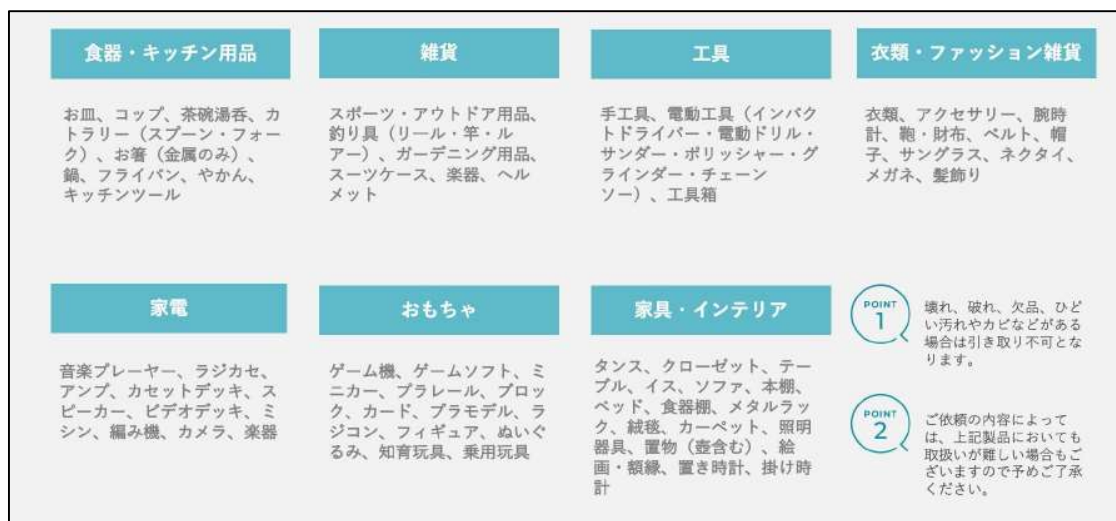 食器・キッチン用品
お皿、コップ、茶碗湯呑、カ
トラリー（スプーン・フォー
ク）、お箸（金属のみ）、
鍋、フライパン、やかん、
キッチンツール
雑貨
スポーツ・アウトドア用品、
釣り具（リール・竿・ル
アー）、ガーデニング用品、
スーツケース、楽器、ヘル
メット
工具
手工具、電動工具（インパク
トドライバー・電動ドリル・
サンダー・ポリッシャー・グ
ラインダー・チェーン
ソー）、工具箱
衣類・ファッション雑貨
衣類、アクセサリー、腕時
計、鞄・財布、ベルト、帽
子、サングラス、ネクタイ、
メガネ、髪飾り
家電
音楽プレーヤー、ラジカセ、
アンプ、カセットデッキ、ス
ピーカー、ビデオデッキ、ミ
シン、編み機、カメラ、楽器
おもちゃ
ゲーム機、ゲームソフト、ミ
ニカー、プラレール、ブロッ
ク、カード、プラモデル、ラ
ジコン、フィギュア、ぬいぐ
るみ、知育玩具、乗用玩具
家具・インテリア
タンス、クローゼット、テー
ブル、イス、ソファ、本棚、
ベッド、食器棚、メタルラッ
ク、絨毯、カーペット、照明
器具、置物（壺含む）、絵
画・額縁、置き時計、掛け時
計
POINT
1
壊れ、破れ、欠品、ひど
い汚れやカビなどがある
場合は引き取り不可とな
ります。
POINT
2
ご依頼の内容によって
は、上記製品においても
取扱いが難しい場合もご
ざいますので予めご了承
ください。